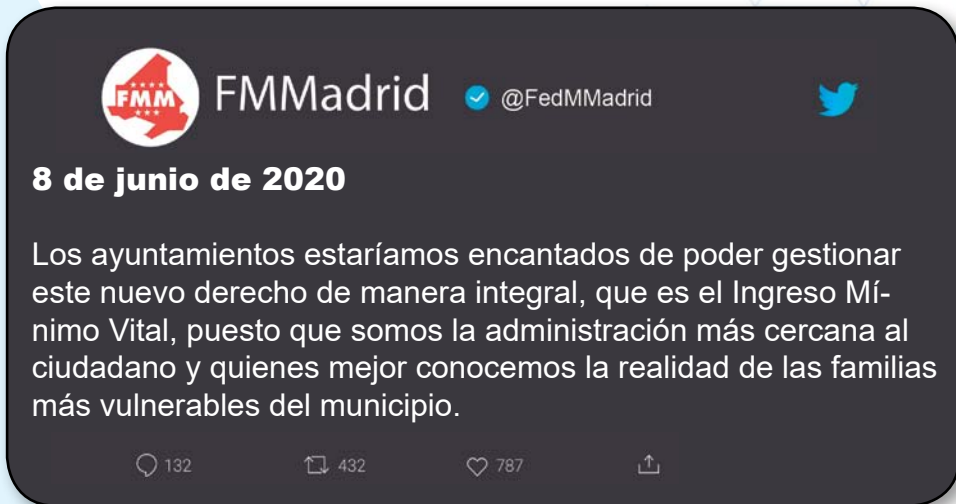 FMM
FMMadrid @FedMMadrid
8 de junio de 2020
Los ayuntamientos estaríamos encantados de poder gestionar
este nuevo derecho de manera integral, que es el Ingreso Mí-
nimo Vital, puesto que somos la administración más cercana al
ciudadano y quienes mejor conocemos la realidad de las familias
más vulnerables del municipio.
132 432 787